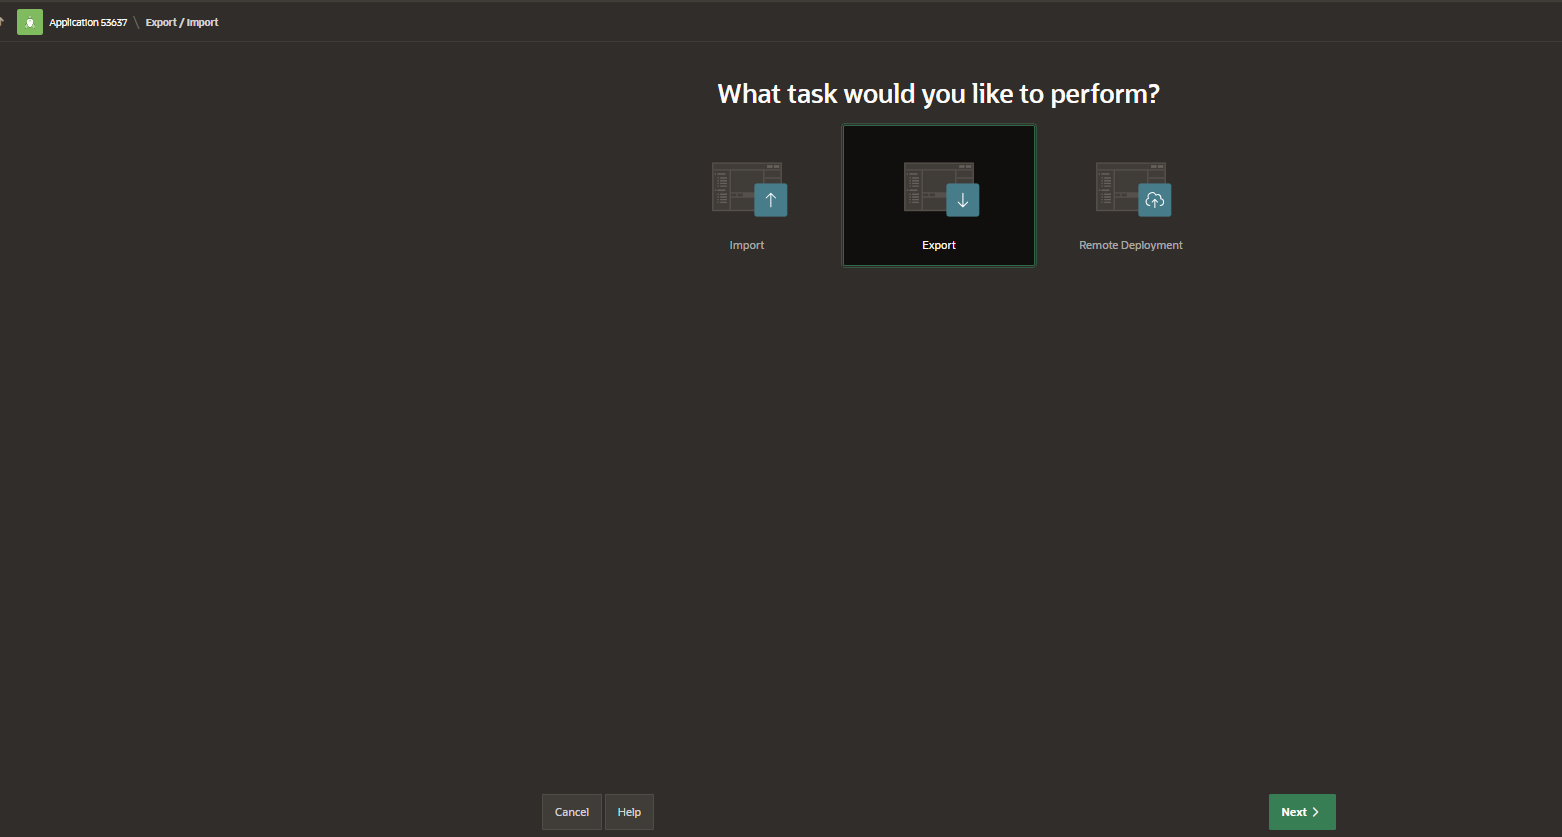 Application 53637 \ Export / Import
What task would you like to perform?
Import
Export
Remote Deployment
Cancel
Help
Next